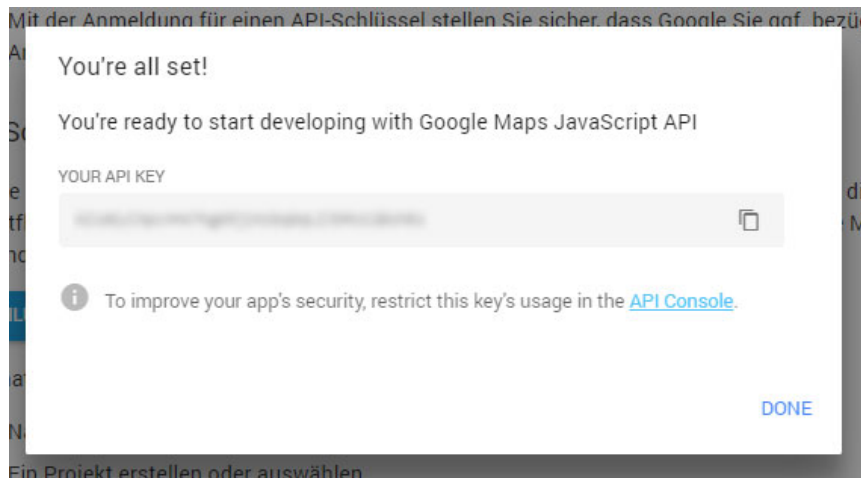 Mit der Anmeldung für einen API-Schlüssel stellen Sie sicher, dass Google Sie ggf.
You're all set!
You're ready to start developing with Google Maps JavaScript API
YOUR API KEY
To improve your app's security, restrict this key's usage in the API Console.
DONE
Ein Projekt erstellen oder auswählen